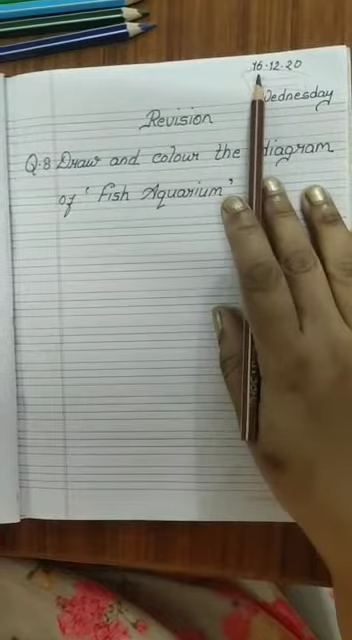 16.12.20
Wednesday
Revision
Q.8 Draw and colour the diagram
of 'Fish Aquarium'